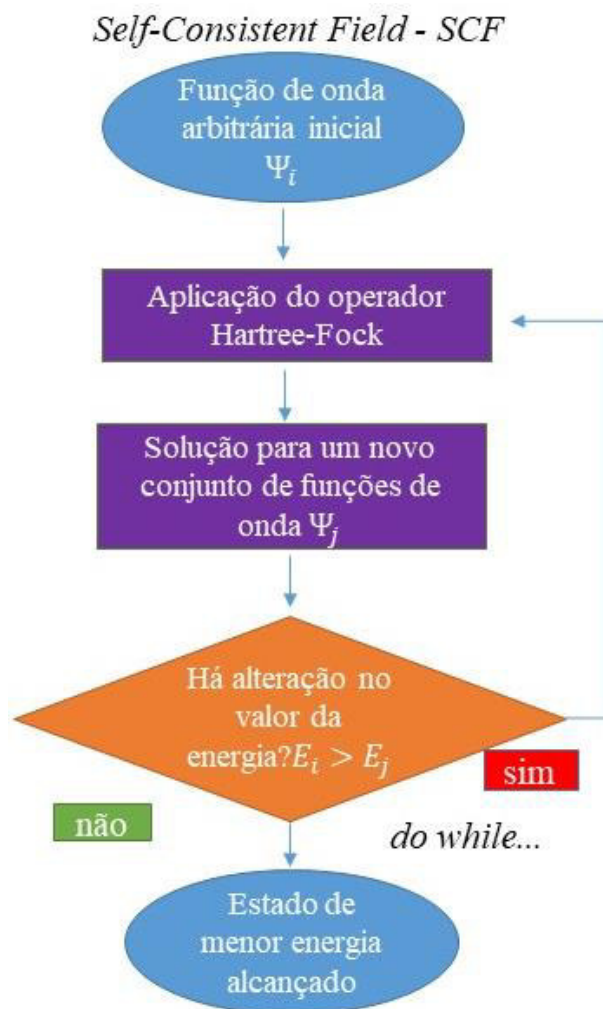 Self-Consistent Field - SCF
Função de onda
arbitrária inicial
Ψᵢ
Aplicação do operador
Hartree-Fock
Solução para um novo
conjunto de funções de
onda Ψⱼ
Há alteração no
valor da
energia?Eᵢ > Eⱼ
sim
não
do while...
Estado de
menor energia
alcançado